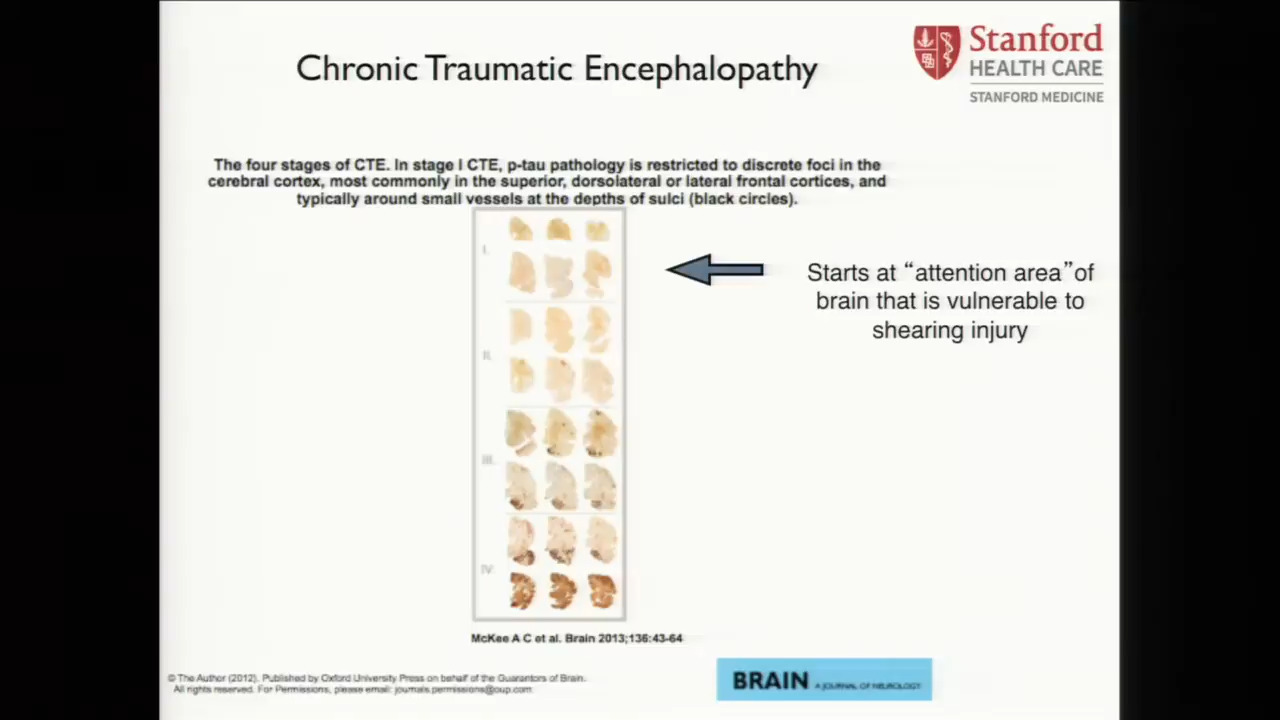 Chronic Traumatic Encephalopathy
Stanford
HEALTH CARE
STANFORD MEDICINE
The four stages of CTE. In stage I CTE, p-tau pathology is restricted to discrete foci in the
cerebral cortex, most commonly in the superior, dorsolateral or lateral frontal cortices, and
typically around small vessels at the depths of sulci (black circles).
I.
II.
III.
IV.
Starts at “attention area”of
brain that is vulnerable to
shearing injury
McKee A C et al. Brain 2013;136:43-64
© The Author (2012). Published by Oxford University Press on behalf of the Guarantors of Brain.
All rights reserved. For Permissions, please email: journals.permissions@oup.com
BRAIN A JOURNAL OF NEUROLOGY